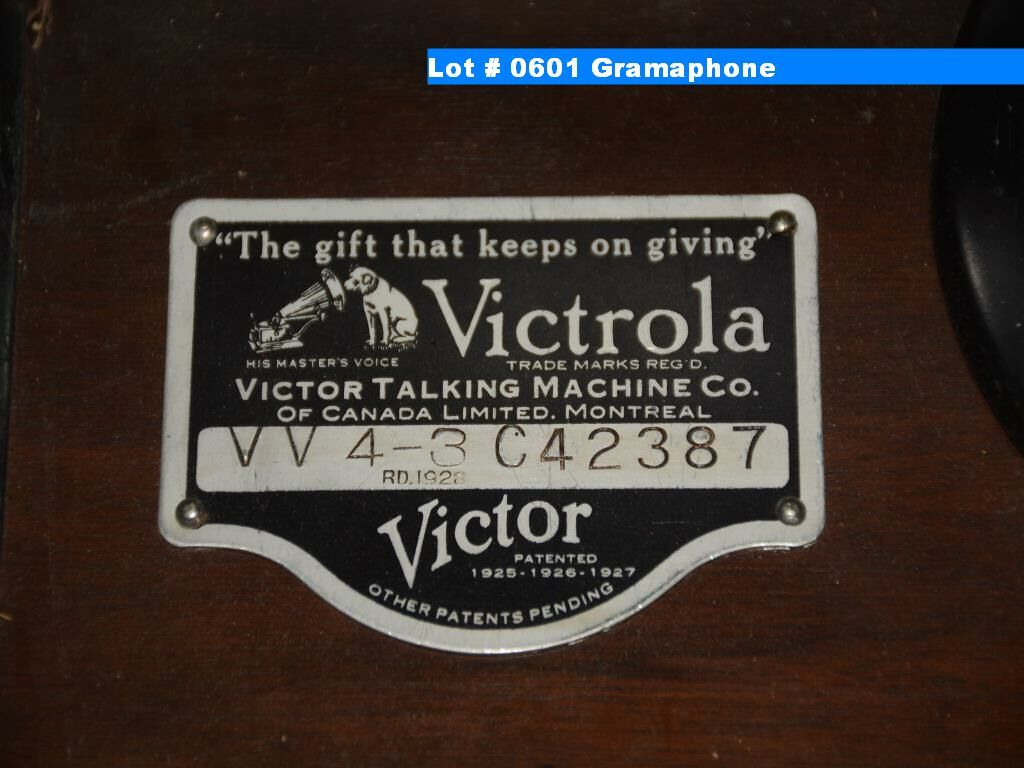 Lot # 0601 Gramaphone
"The gift that keeps on giving"
HIS MASTER'S VOICE
Victrola
TRADE MARKS REG'D.
VICTOR TALKING MACHINE CO.
OF CANADA LIMITED. MONTREAL
VV 4-3 C42387
RD. 1928
Victor
PATENTED
1925-1926-1927
OTHER PATENTS PENDING